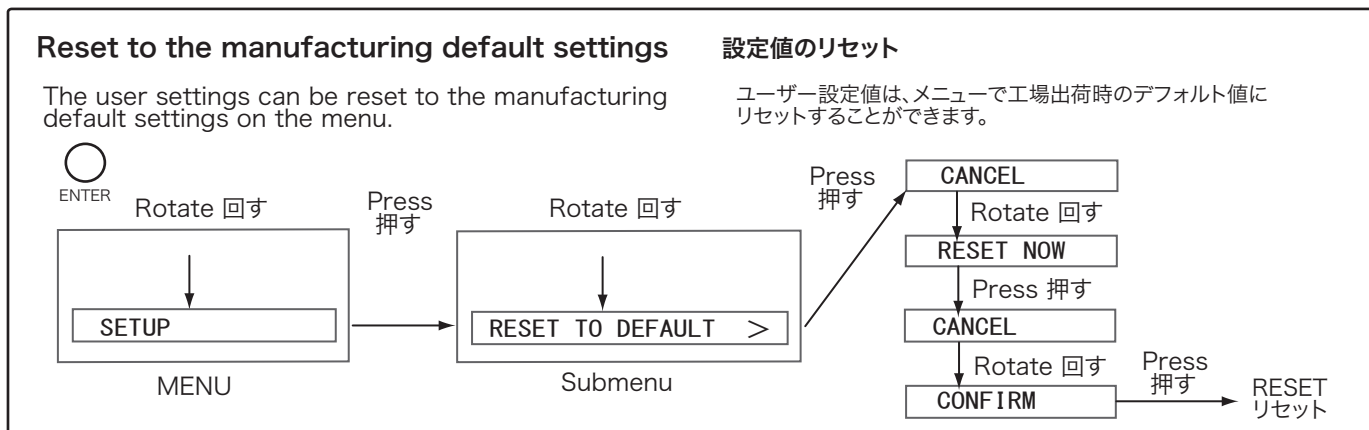 Reset to the manufacturing default settings
設定値のリセット
The user settings can be reset to the manufacturing
default settings on the menu.
ユーザー設定値は、メニューで工場出荷時のデフォルト値に
リセットすることができます。
ENTER
Rotate 回す
Press
押す
Rotate 回す
Press
押す
SETUP
MENU
RESET TO DEFAULT >
Submenu
CANCEL
Rotate 回す
RESET NOW
Press 押す
CANCEL
Rotate 回す
CONFIRM
Press
押す
RESET
リセット